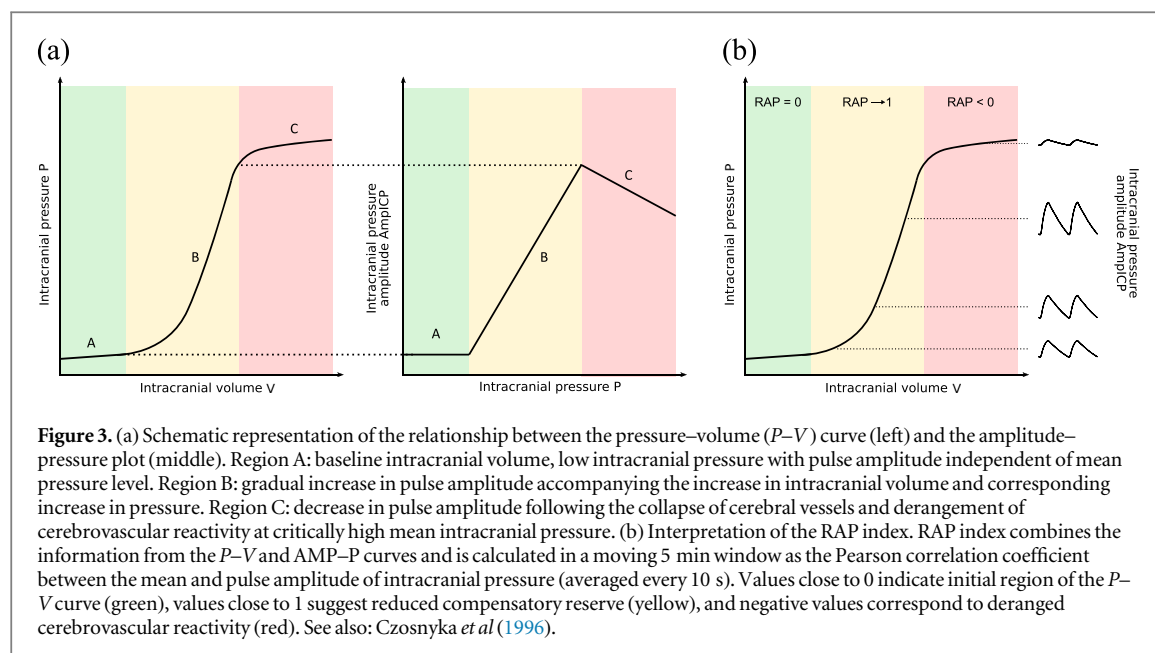 (a)
(b)
Intracranial pressure P
A
B
C
Intracranial volume V
Intracranial pressure
amplitude AmpICP
A
B
C
Intracranial pressure P
Intracranial pressure P
RAP = 0
RAP →1
RAP < 0
Intracranial volume V
Intracranial pressure
amplitude AmpICP
Figure 3. (a) Schematic representation of the relationship between the pressure–volume (P–V) curve (left) and the amplitude–
pressure plot (middle). Region A: baseline intracranial volume, low intracranial pressure with pulse amplitude independent of mean
pressure level. Region B: gradual increase in pulse amplitude accompanying the increase in intracranial volume and corresponding
increase in pressure. Region C: decrease in pulse amplitude following the collapse of cerebral vessels and derangement of
cerebrovascular reactivity at critically high mean intracranial pressure. (b) Interpretation of the RAP index. RAP index combines the
information from the P–V and AMP–P curves and is calculated in a moving 5 min window as the Pearson correlation coefficient
between the mean and pulse amplitude of intracranial pressure (averaged every 10 s). Values close to 0 indicate initial region of the P–
V curve (green), values close to 1 suggest reduced compensatory reserve (yellow), and negative values correspond to deranged
cerebrovascular reactivity (red). See also: Czosnyka et al (1996).